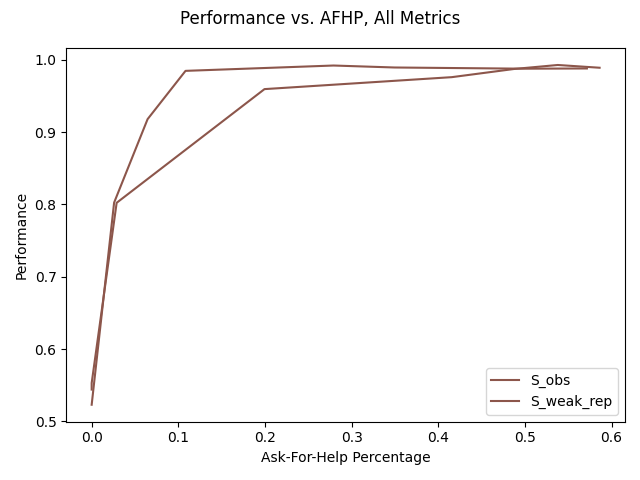 Performance vs. AFHP, All Metrics
1.0
0.9
0.8
0.7
0.6
0.5
Performance
0.0
0.1
0.2
0.3
0.4
0.5
0.6
Ask-For-Help Percentage
S_obs
S_weak_rep